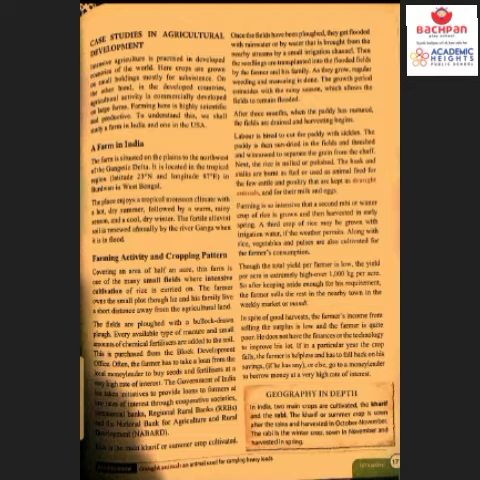 CASE STUDIES IN AGRICULTURAL
DEVELOPMENT
Intensive agriculture is practised in developed
countries of the world. Here crops are grown
on small holdings mostly for subsistence. On
the other hand, in the developed countries,
agricultural activity is commercially developed
on large farms. Farming here is highly scientific
and productive. To understand this, we shall
study a farm in India and one in the USA.
A Farm in India
The farm is situated on the plains to the northwest
of the Gangetic Delta. It is located in the tropical
region (latitude 23°N and longitude 87°E) in
Burdwan in West Bengal.
The place enjoys a tropical monsoon climate with
a hot, dry summer, followed by a warm, rainy
season, and a cool, dry winter. The fertile alluvial
soil is renewed annually by the river Ganga when
it is in flood.
Farming Activity and Cropping Pattern
Covering an area of half an acre, this farm is
one of the many small fields where intensive
cultivation of rice is carried on. The farmer
owns the small plot though he and his family live
a short distance away from the agricultural land.
The fields are ploughed with a bullock-drawn
plough. Every available type of manure and small
amounts of chemical fertilisers are added to the soil.
This is purchased from the Block Development
Office. Often, the farmer has to take a loan from the
local moneylender to buy seeds and fertilisers at a
very high rate of interest. The Government of India
has taken initiatives to provide loans to farmers at
low rates of interest through cooperative societies,
commercial banks, Regional Rural Banks (RRBs)
and the National Bank for Agriculture and Rural
Development (NABARD).
Rice is the main kharif or summer crop cultivated.
draught animal: an animal used for carrying heavy loads
Once the fields have been ploughed, they get flooded
with rainwater or by water that is brought from the
nearby streams by a small irrigation channel. Then
the seedlings are transplanted into the flooded fields
by the farmer and his family. As they grow, regular
weeding and manuring is done. The growth period
coincides with the rainy season, which allows the
fields to remain flooded.
After three months, when the paddy has matured,
the fields are drained and harvesting begins.
Labour is hired to cut the paddy with sickles. The
paddy is then sun-dried in the fields and threshed
and winnowed to separate the grain from the chaff.
Next, the rice is milled or polished. The husk and
stalks are burnt as fuel or used as animal feed for
the few cattle and poultry that are kept as draught
animals, and for their milk and eggs.
Farming is so intensive that a second rabi or winter
crop of rice is grown and then harvested in early
spring. A third crop of rice may be grown with
irrigation water, if the weather permits. Along with
rice, vegetables and pulses are also cultivated for
the farmer's consumption.
Though the total yield per farmer is low, the yield
per acre is extremely high-over 1,000 kg per acre.
So after keeping aside enough for his requirement,
the farmer sells the rest in the nearby town in the
weekly market or mandi.
In spite of good harvests, the farmer's income from
selling the surplus is low and the farmer is quite
poor. He does not have the finances or the technology
to improve his lot. If in a particular year the crop
fails, the farmer is helpless and has to fall back on his
savings, (if he has any), or else, go to a moneylender
to borrow money at a very high rate of interest.
GEOGRAPHY IN DEPTH
In India, two main crops are cultivated, the kharif
and the rabi. The kharif or summer crop is sown
after the rains and harvested in October-November.
The rabi is the winter crop, sown in November and
harvested in spring.
BACHPAN
ACADEMIC
HEIGHTS
PUBLIC SCHOOL